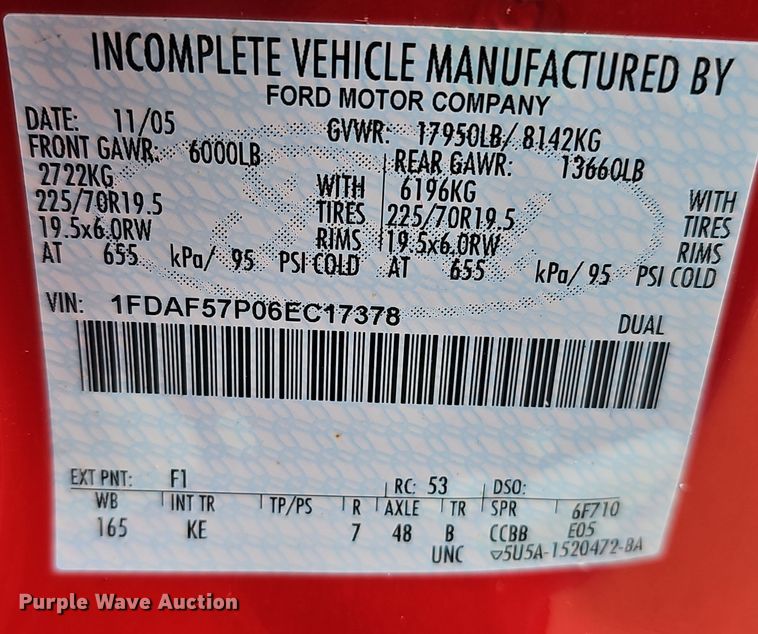 INCOMPLETE VEHICLE MANUFACTURED BY
FORD MOTOR COMPANY
DATE: 11/05 GVWR: 17950LB/ 8142KG
FRONT GAWR: 6000LB REAR GAWR: 13660LB
2722KG WITH 6196KG WITH
225/70R19.5 TIRES 225/70R19.5 TIRES
19.5x6.0RW RIMS 19.5x6.0RW RIMS
AT 655 kPa/ 95 PSI COLD AT 655 kPa/ 95 PSI COLD
VIN: 1FDAF57P06EC17378 DUAL
EXT PNT: F1 RC: 53 DSO:
WB INT TR TP/PS R AXLE TR SPR 6F710
165 KE 7 48 B CCBB E05
UNC ▽5U5A-1520472-BA
Purple Wave Auction